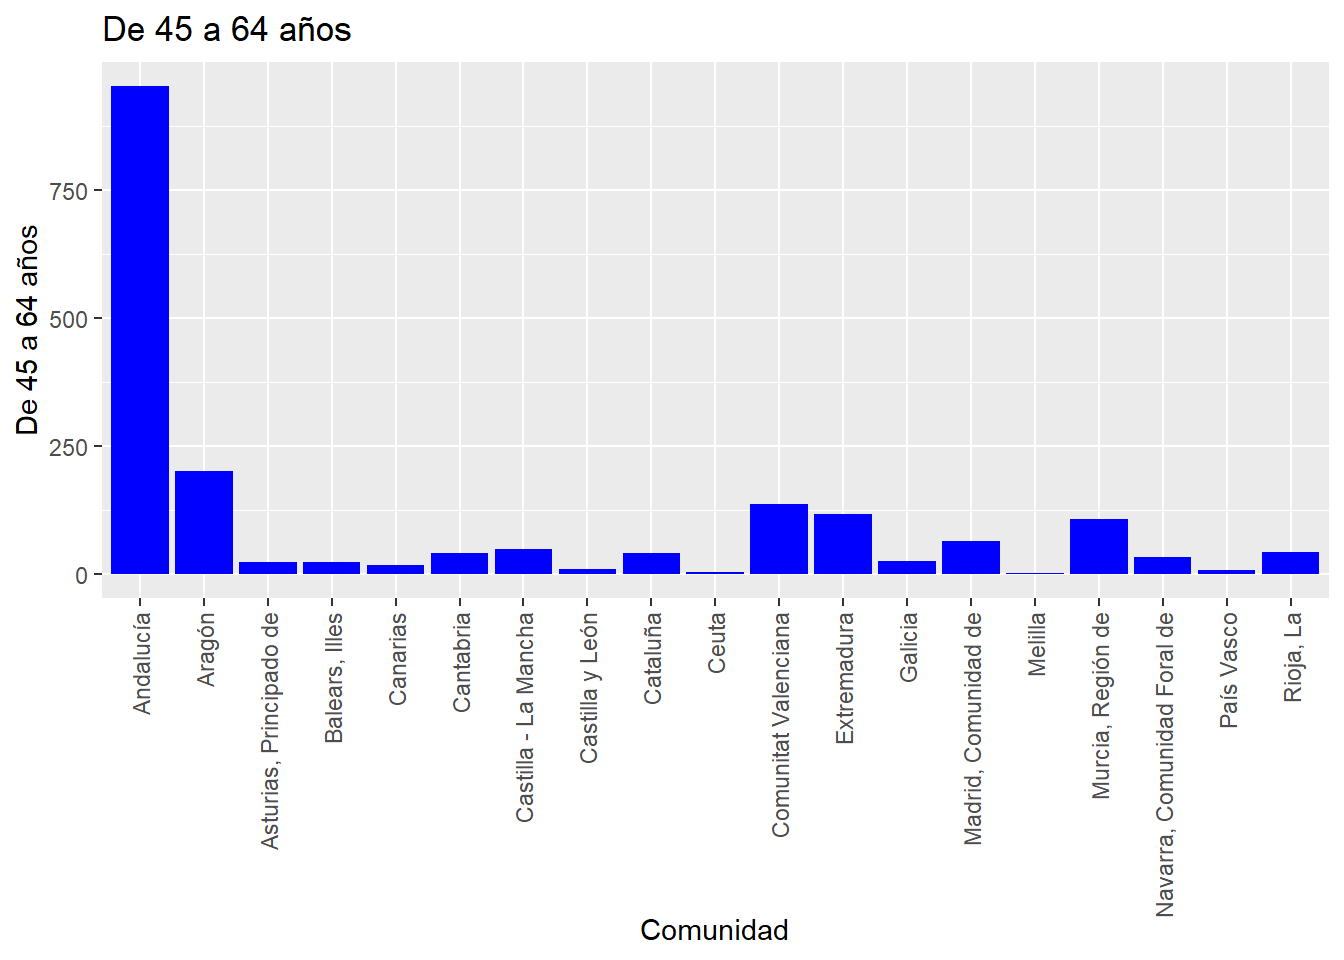 De 45 a 64 años
De 45 a 64 años
750
500
250
0
Andalucía
Aragón
Asturias, Principado de
Balears, Illes
Canarias
Cantabria
Castilla - La Mancha
Castilla y León
Cataluña
Ceuta
Comunitat Valenciana
Extremadura
Galicia
Madrid, Comunidad de
Melilla
Murcia, Región de
Navarra, Comunidad Foral de
País Vasco
Rioja, La
Comunidad